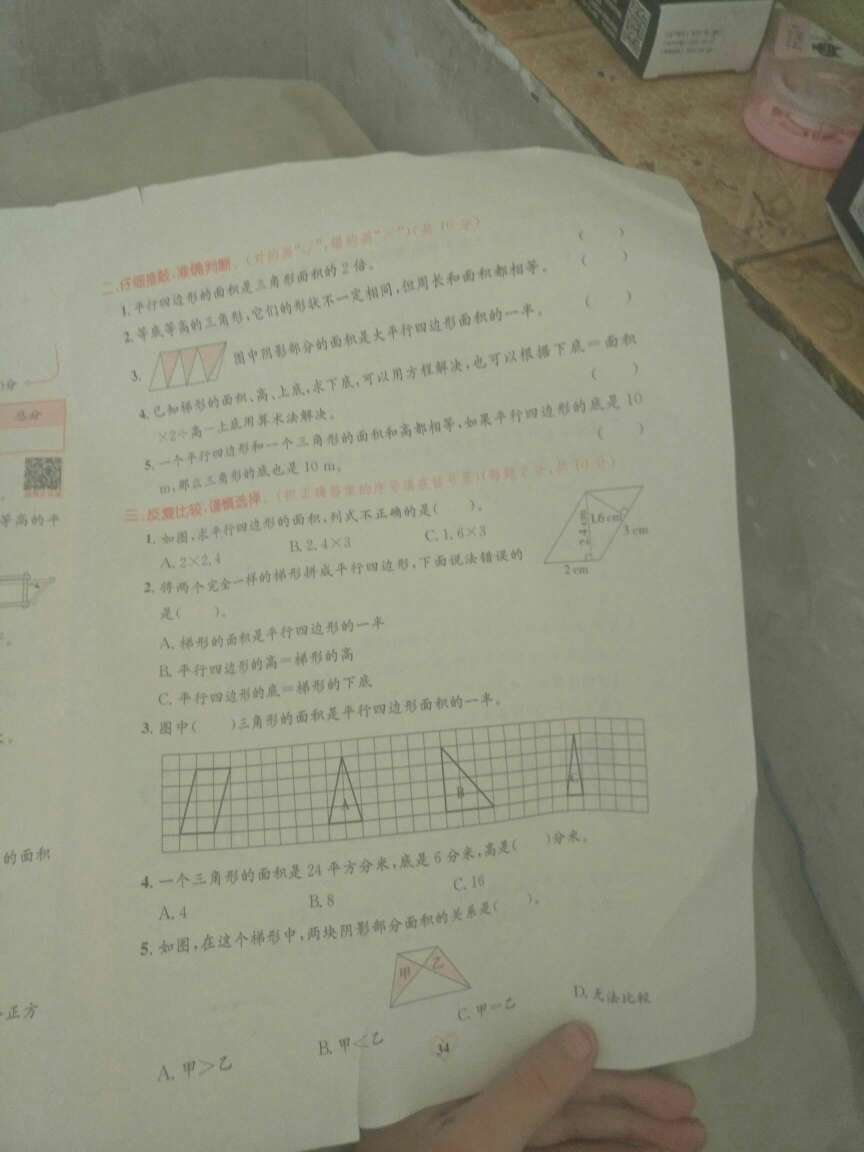 二、仔细推敲,准确判断。(对的画“√”,错的画“×”)(共 10 分)
1. 平行四边形的面积是三角形面积的 2 倍。 ( )
2. 等底等高的三角形,它们的形状不一定相同,但周长和面积都相等。 ( )
3. 图中阴影部分的面积是大平行四边形面积的一半。 ( )
4. 已知梯形的面积、高、上底,求下底,可以用方程解决,也可以根据下底=面积
×2÷高-上底用算术法解决。 ( )
5. 一个平行四边形和一个三角形的面积和高都相等,如果平行四边形的底是 10
m,那么三角形的底也是 10 m。 ( )
三、反复比较,谨慎选择。(把正确答案的序号填在括号里)(每题 2 分,共 10 分)
1. 如图,求平行四边形的面积,列式不正确的是( )。
A. 2×2.4 B. 2.4×3 C. 1.6×3
2.4 cm
1.6 cm
3 cm
2 cm
2. 将两个完全一样的梯形拼成平行四边形,下面说法错误的
是( )。
A. 梯形的面积是平行四边形的一半
B. 平行四边形的高=梯形的高
C. 平行四边形的底=梯形的下底
3. 图中( )三角形的面积是平行四边形面积的一半。
A B C
4. 一个三角形的面积是 24 平方分米,底是 6 分米,高是( )分米。
A. 4 B. 8 C. 16
5. 如图,在这个梯形中,两块阴影部分面积的关系是( )。
甲 乙
A. 甲>乙 B. 甲<乙 C. 甲=乙 D. 无法比较
34
分
总分
等高的平
的面积
正方